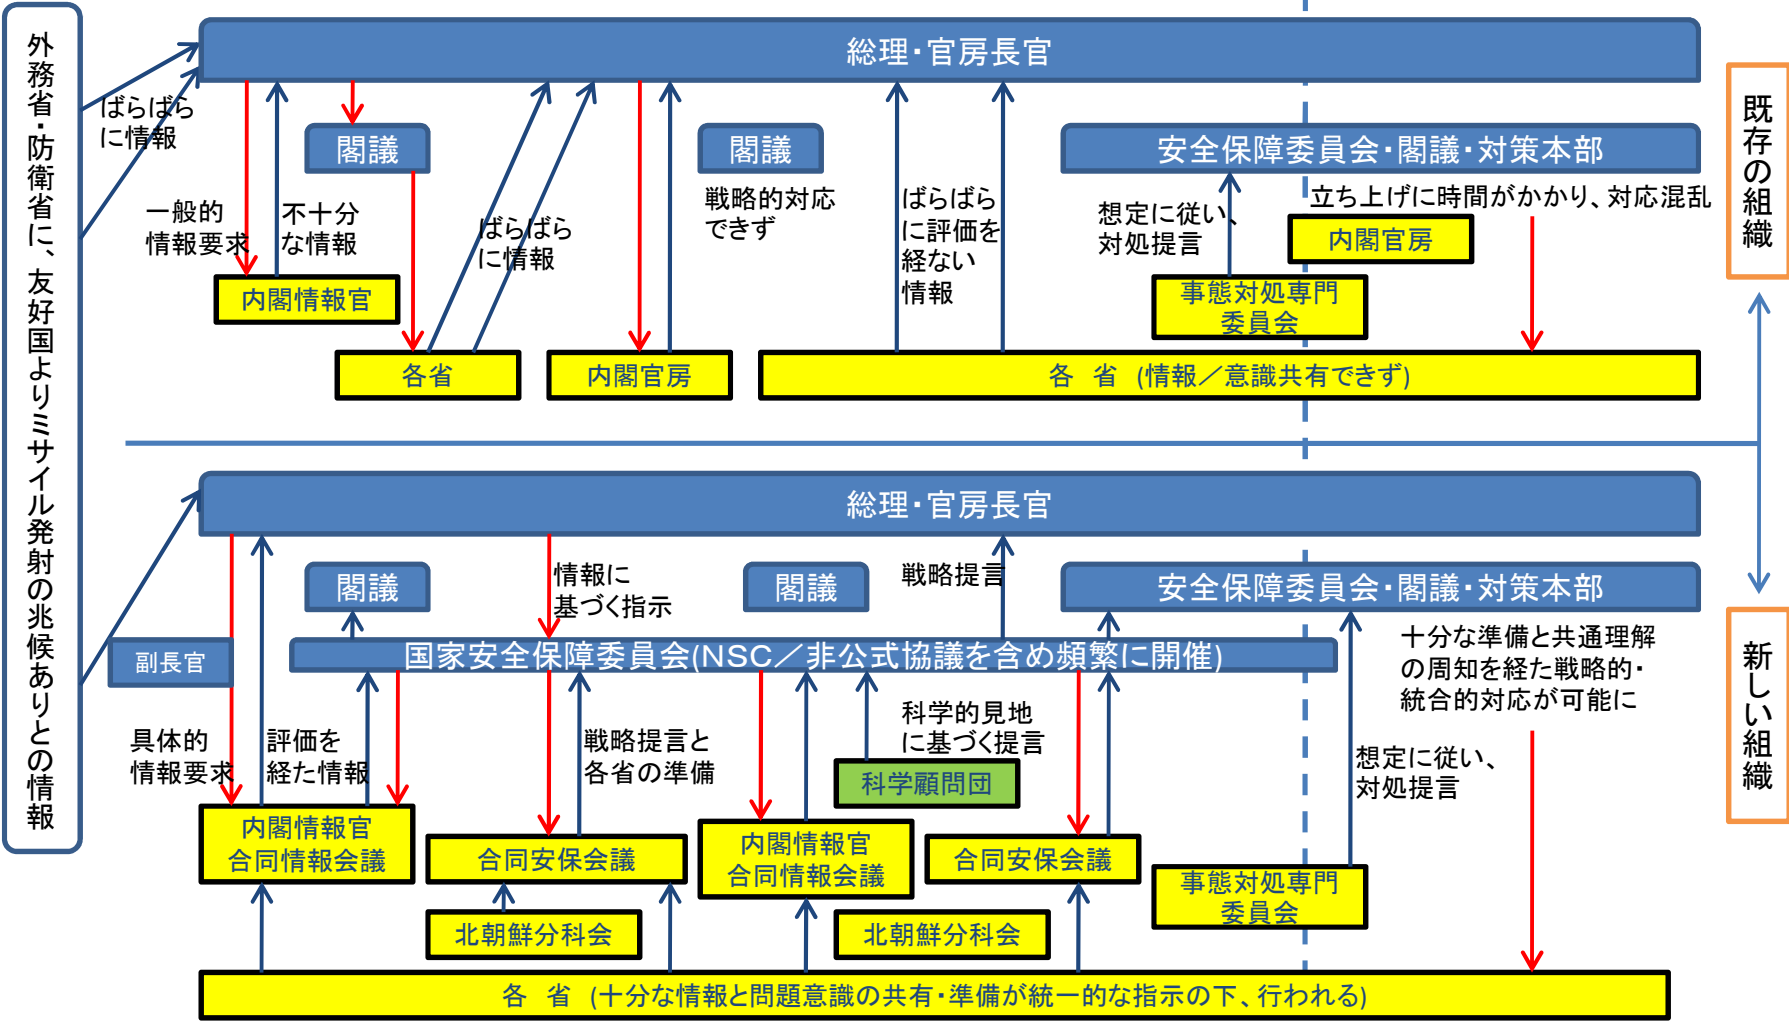 外務省・防衛省に、友好国よりミサイル発射の兆候ありとの情報
総理・官房長官
ばらばら
に情報
閣議
閣議
安全保障委員会・閣議・対策本部
既存の組織
一般的
情報要求
不十分
な情報
ばらばら
に情報
戦略的対応
できず
ばらばら
に評価を
経ない
情報
想定に従い、
対処提言
立ち上げに時間がかかり、対応混乱
内閣官房
内閣情報官
事態対処専門
委員会
各省
内閣官房
各 省 (情報／意識共有できず)
総理・官房長官
閣議
情報に
基づく指示
閣議
戦略提言
安全保障委員会・閣議・対策本部
新しい組織
副長官
国家安全保障委員会(NSC／非公式協議を含め頻繁に開催)
十分な準備と共通理解
の周知を経た戦略的・
統合的対応が可能に
具体的
情報要求
評価を
経た情報
戦略提言と
各省の準備
科学的見地
に基づく提言
科学顧問団
想定に従い、
対処提言
内閣情報官
合同情報会議
合同安保会議
内閣情報官
合同情報会議
合同安保会議
事態対処専門
委員会
北朝鮮分科会
北朝鮮分科会
各 省 (十分な情報と問題意識の共有・準備が統一的な指示の下、行われる)